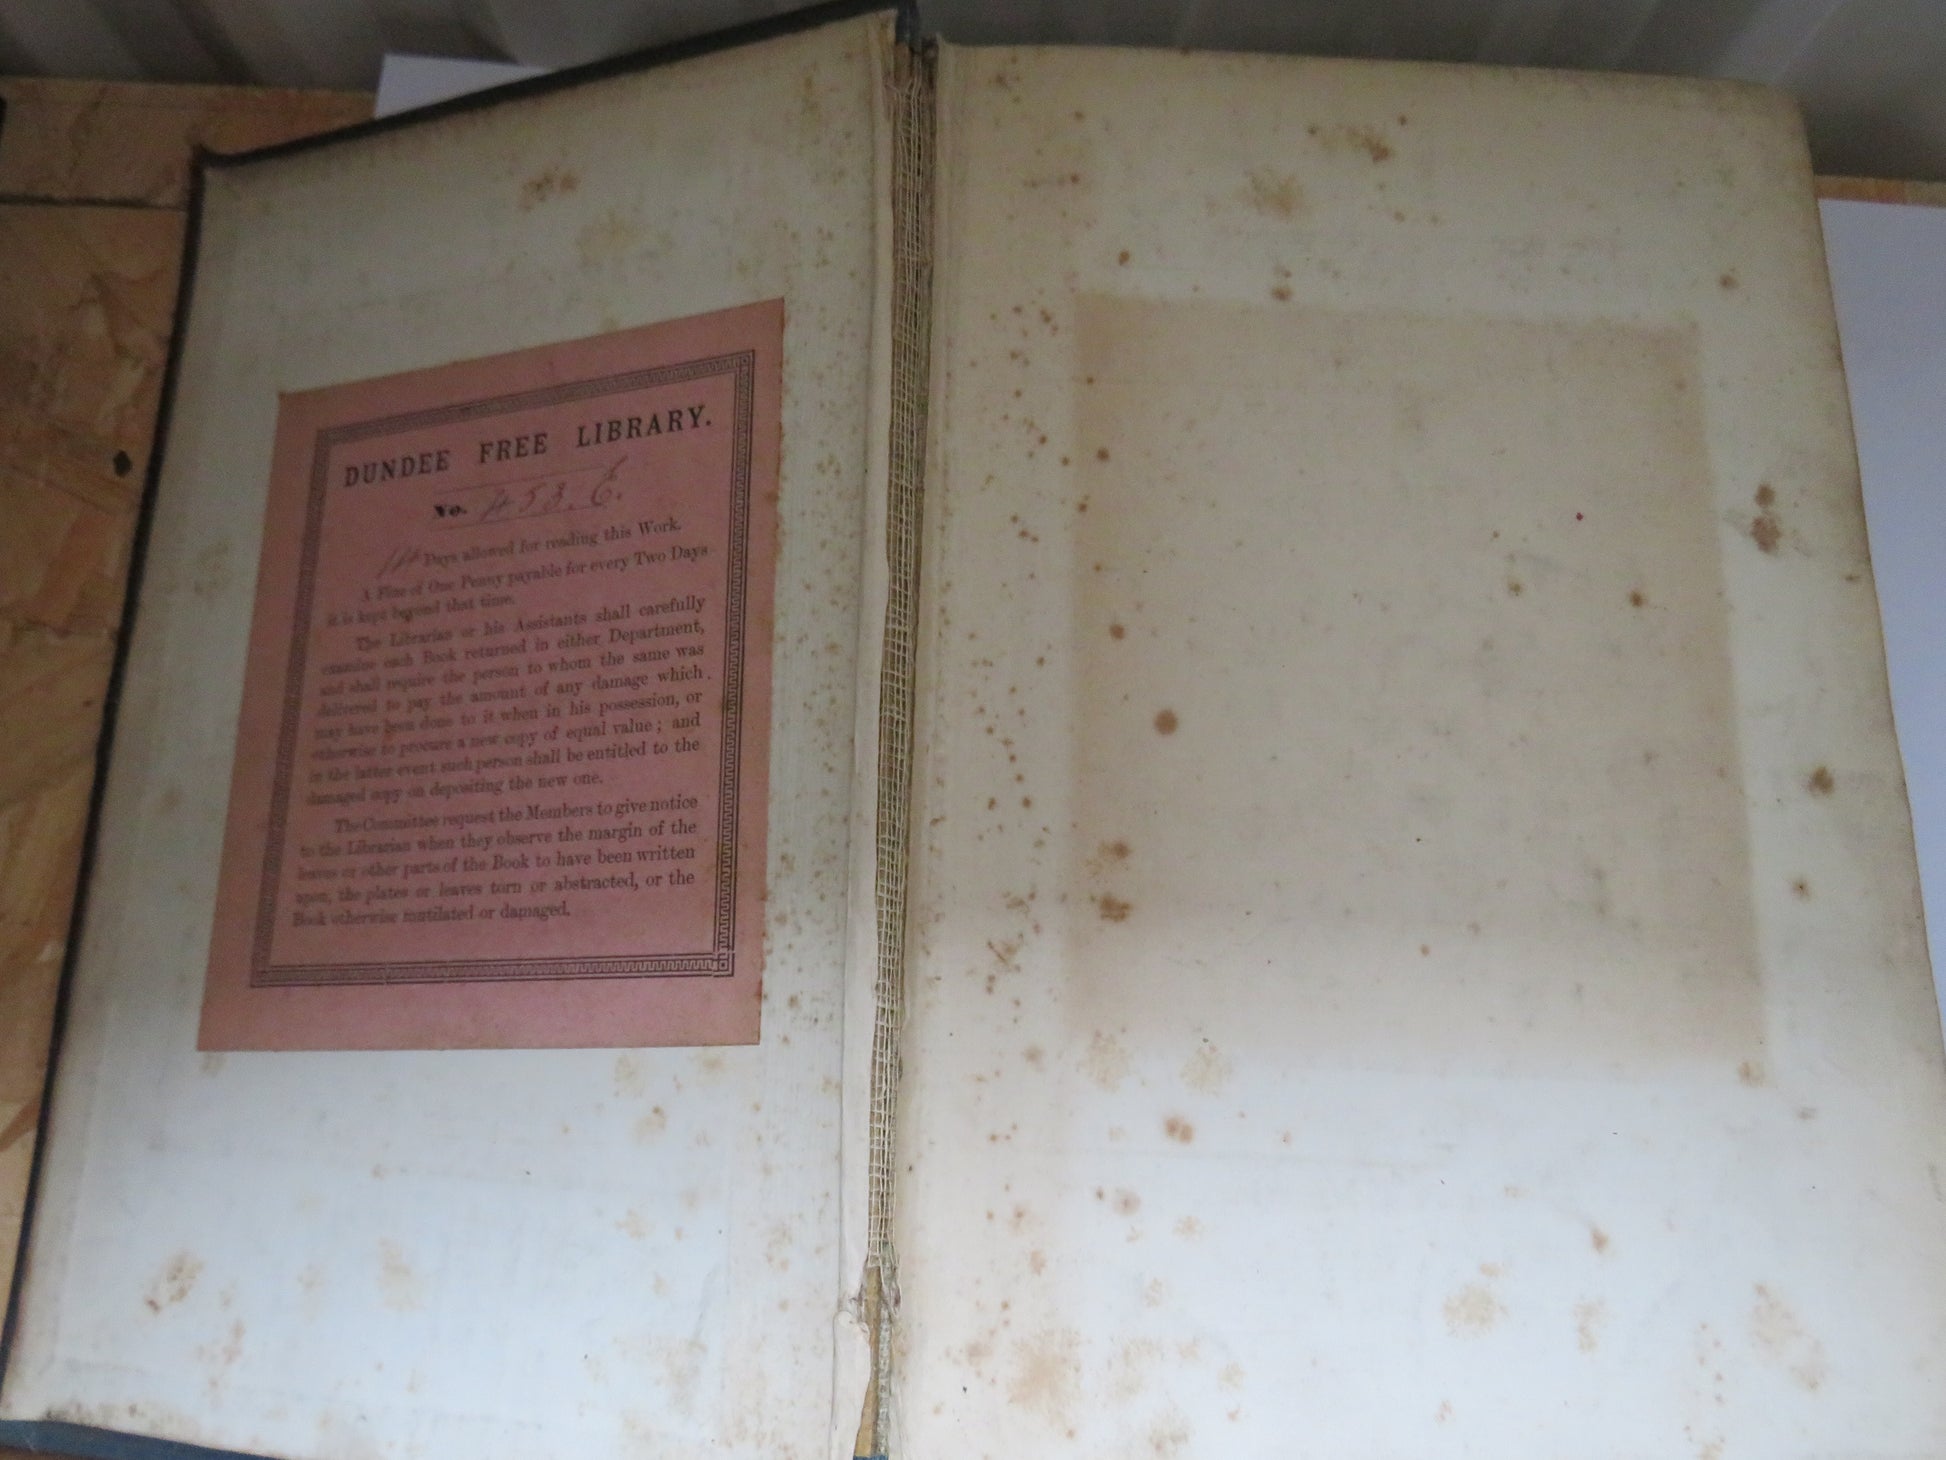 DUNDEE FREE LIBRARY.
No. 453. E.
14 Days allowed for reading this Work.
A Fine of One Penny payable for every Two Days
it is kept beyond that time.
The Librarian or his Assistants shall carefully
examine each Book returned in either Department,
and shall require the person to whom the same was
delivered to pay the amount of any damage which
may have been done to it when in his possession, or
otherwise to procure a new copy of equal value; and
in the latter event such person shall be entitled to the
damaged copy on depositing the new one.
The Committee request the Members to give notice
to the Librarian when they observe the margin of the
leaves or other parts of the Book to have been written
upon, the plates or leaves torn or abstracted, or the
Book otherwise mutilated or damaged.